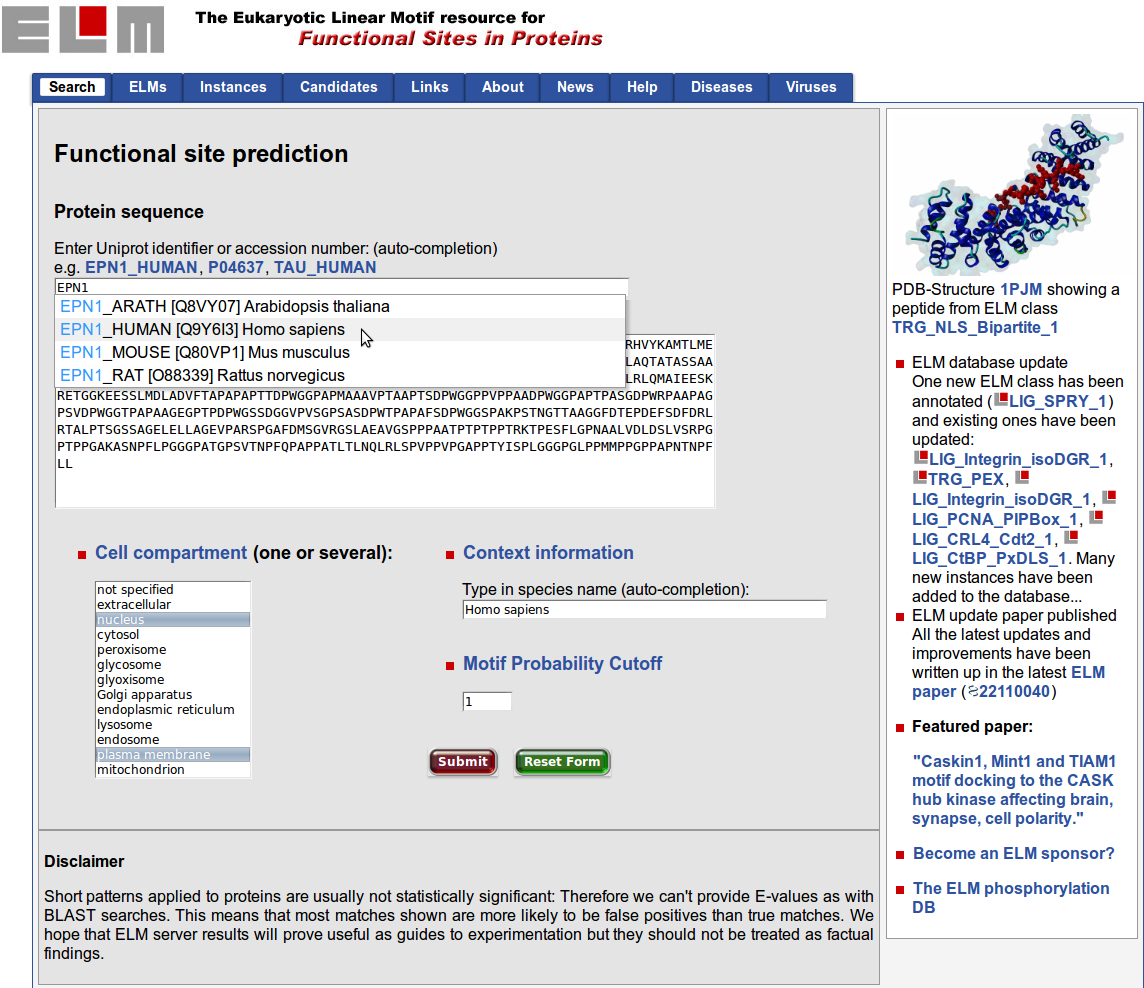 ELM
The Eukaryotic Linear Motif resource for
Functional Sites in Proteins
Search ELMs Instances Candidates Links About News Help Diseases Viruses
Functional site prediction
Protein sequence
Enter Uniprot identifier or accession number: (auto-completion)
e.g. EPN1_HUMAN, P04637, TAU_HUMAN
EPN1
EPN1_ARATH [Q8VY07] Arabidopsis thaliana
EPN1_HUMAN [Q9Y6I3] Homo sapiens
EPN1_MOUSE [Q80VP1] Mus musculus
EPN1_RAT [O88339] Rattus norvegicus
RHVYKAMTLME
LAQTATASSAA
LRLQMAIEESK
RETGGKEESSLMDLADVFTAPAPAPTTDPWGGPAPMAAAVPTAAPTSDPWGGPPVPPAADPWGGPAPTPASGDPWRPAAPAG
PSVDPWGGTPAPAAGEGPTPDPWGSSDGGVPVSGPSASDPWTPAPAFSDPWGGSPAKPSTNGTTAAGGFDTEPDEFSDFDRL
RTALPTSGSSAGELELLAGEVPARSPGAFDMSGVRGSLAEAVGSPPPAATPTPTPPTRKTPESFLGPNAALVDLDSLVSRPG
PTPPGAKASNPFLPGGGPATGPSVTNPFQPAPPATLTLNQLRLSPVPPVPGAPPTYISPLGGGPGLPPMMPPGPPAPNTNPF
LL
Cell compartment (one or several):
not specified
extracellular
nucleus
cytosol
peroxisome
glycosome
glyoxisome
Golgi apparatus
endoplasmic reticulum
lysosome
endosome
plasma membrane
mitochondrion
Context information
Type in species name (auto-completion):
Homo sapiens
Motif Probability Cutoff
1
Submit Reset Form
Disclaimer
Short patterns applied to proteins are usually not statistically significant: Therefore we can't provide E-values as with
BLAST searches. This means that most matches shown are more likely to be false positives than true matches. We
hope that ELM server results will prove useful as guides to experimentation but they should not be treated as factual
findings.
PDB-Structure 1PJM showing a
peptide from ELM class
TRG_NLS_Bipartite_1
ELM database update
One new ELM class has been
annotated (LIG_SPRY_1)
and existing ones have been
updated:
LIG_Integrin_isoDGR_1,
TRG_PEX,
LIG_Integrin_isoDGR_1,
LIG_PCNA_PIPBox_1,
LIG_CRL4_Cdt2_1,
LIG_CtBP_PxDLS_1. Many
new instances have been
added to the database...
ELM update paper published
All the latest updates and
improvements have been
written up in the latest ELM
paper (22110040)
Featured paper:
"Caskin1, Mint1 and TIAM1
motif docking to the CASK
hub kinase affecting brain,
synapse, cell polarity."
Become an ELM sponsor?
The ELM phosphorylation
DB